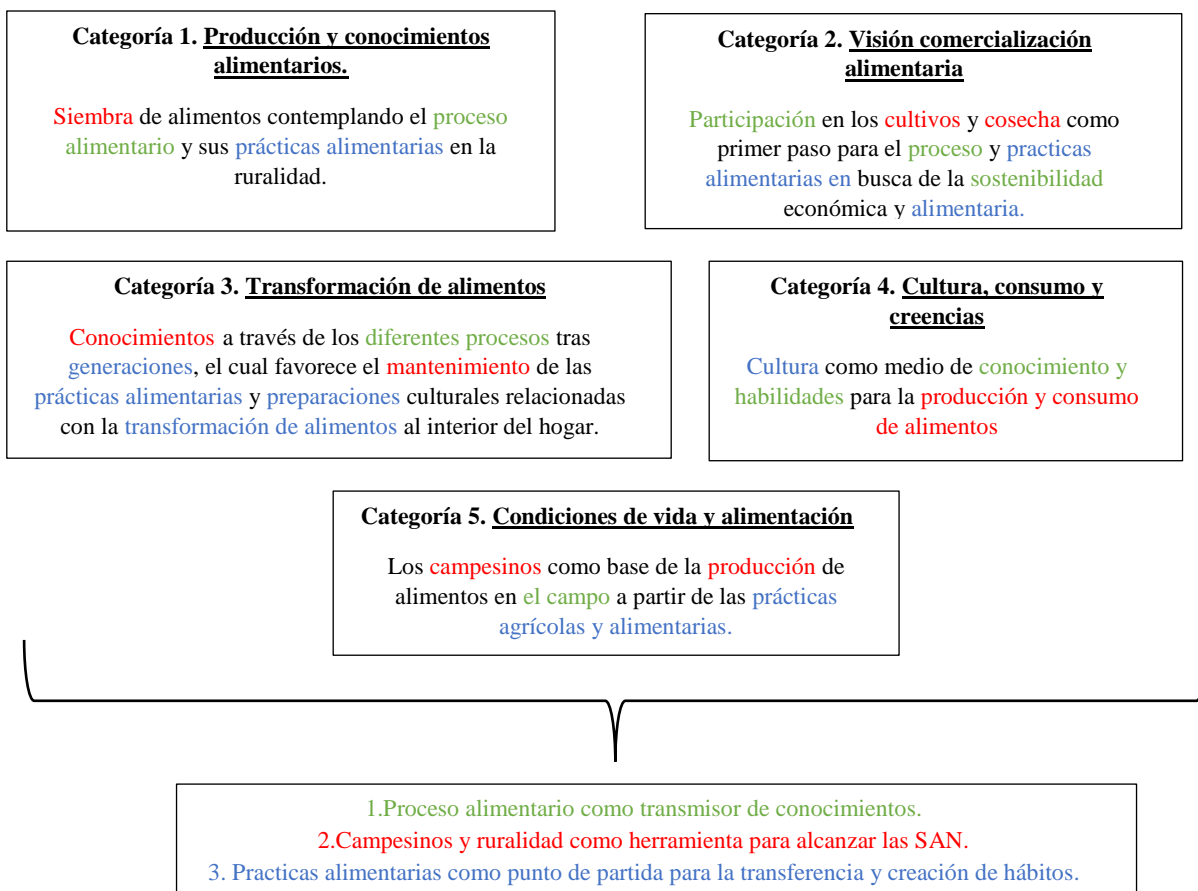 Categoría 1. Producción y conocimientos
alimentarios.
Siembra de alimentos contemplando el proceso
alimentario y sus prácticas alimentarias en la
ruralidad.
Categoría 2. Visión comercialización
alimentaria
Participación en los cultivos y cosecha como
primer paso para el proceso y practicas
alimentarias en busca de la sostenibilidad
económica y alimentaria.
Categoría 3. Transformación de alimentos
Conocimientos a través de los diferentes procesos tras
generaciones, el cual favorece el mantenimiento de las
prácticas alimentarias y preparaciones culturales relacionadas
con la transformación de alimentos al interior del hogar.
Categoría 4. Cultura, consumo y
creencias
Cultura como medio de conocimiento y
habilidades para la producción y consumo
de alimentos
Categoría 5. Condiciones de vida y alimentación
Los campesinos como base de la producción de
alimentos en el campo a partir de las prácticas
agrícolas y alimentarias.
1.Proceso alimentario como transmisor de conocimientos.
2.Campesinos y ruralidad como herramienta para alcanzar las SAN.
3. Practicas alimentarias como punto de partida para la transferencia y creación de hábitos.